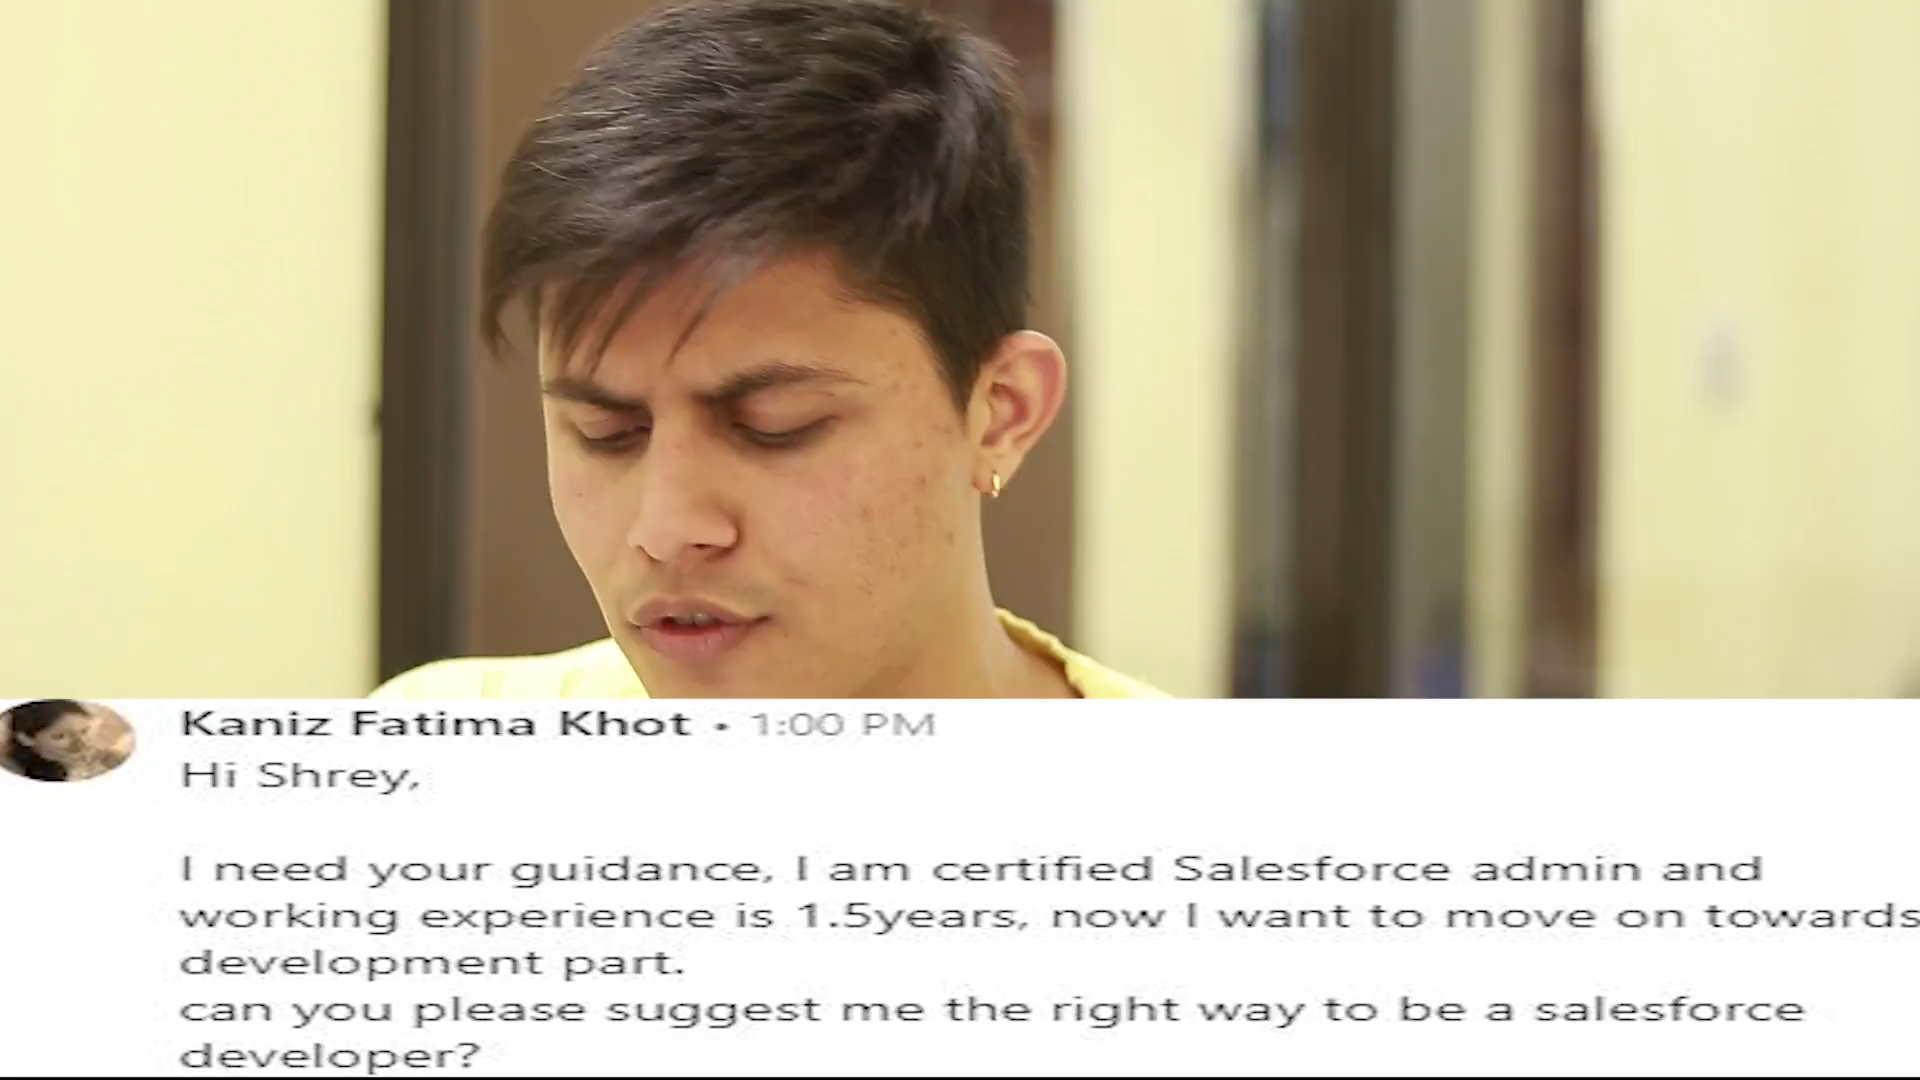 Kaniz Fatima Khot • 1:00 PM
Hi Shrey,
I need your guidance, I am certified Salesforce admin and
working experience is 1.5years, now I want to move on towards
development part.
can you please suggest me the right way to be a salesforce
developer?